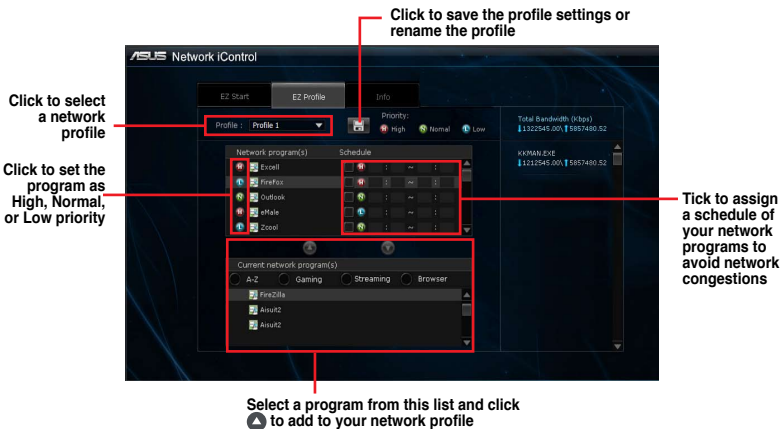 Click to save the profile settings or
rename the profile
ASUS Network iControl
EZ Start EZ Profile Info
Click to select
a network
profile
Profile : Profile 1
Priority:
H High N Normal L Low
Total Bandwidth (Kbps)
1322545.00\ 5857480.52
KKMAN.EXE
1212545.00\ 5857480.52
Click to set the
program as
High, Normal,
or Low priority
Network program(s) Schedule
H Excell H : ~ :
L FireFox H : ~ :
N Outlook N : ~ :
H eMale L : ~ :
L Zcool N : ~ :
Tick to assign
a schedule of
your network
programs to
avoid network
congestions
Current network program(s)
A-Z Gaming Streaming Browser
FireZilla
Aisuit2
Aisuit2
Select a program from this list and click
to add to your network profile